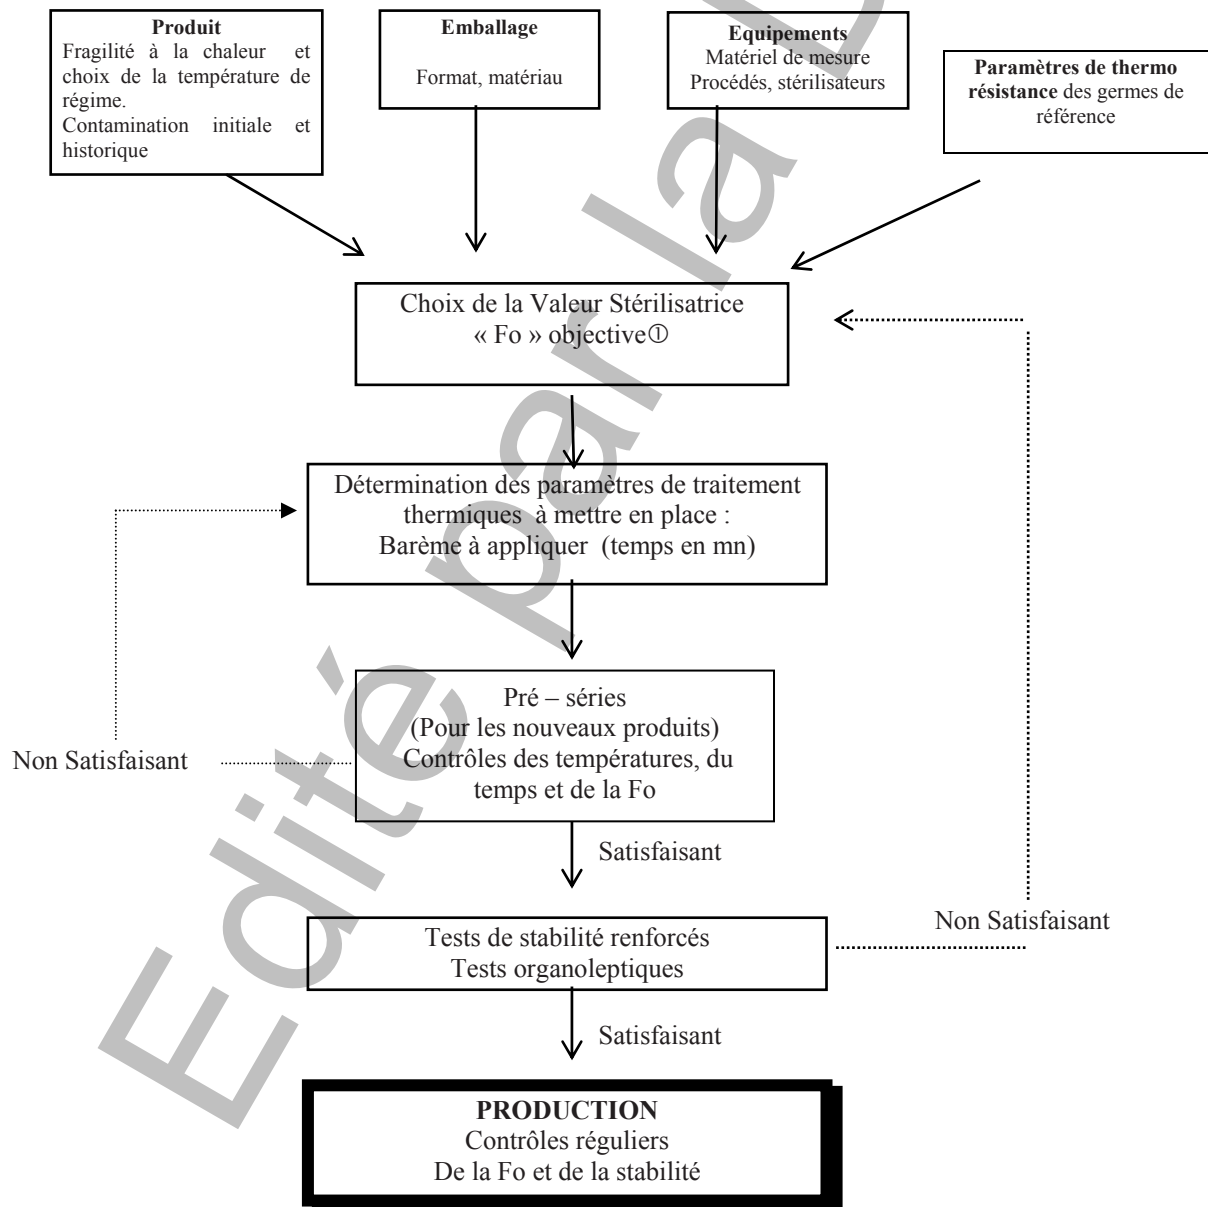 Produit
Fragilité à la chaleur et
choix de la température de
régime.
Contamination initiale et
historique
Emballage
Format, matériau
Equipements
Matériel de mesure
Procédés, stérilisateurs
Paramètres de thermo
résistance des germes de
référence
Choix de la Valeur Stérilisatrice
« Fo » objective①
Détermination des paramètres de traitement
thermiques à mettre en place :
Barème à appliquer (temps en mn)
Pré – séries
(Pour les nouveaux produits)
Contrôles des températures, du
temps et de la Fo
Non Satisfaisant
Satisfaisant
Tests de stabilité renforcés
Tests organoleptiques
Non Satisfaisant
Satisfaisant
PRODUCTION
Contrôles réguliers
De la Fo et de la stabilité
Edité par la